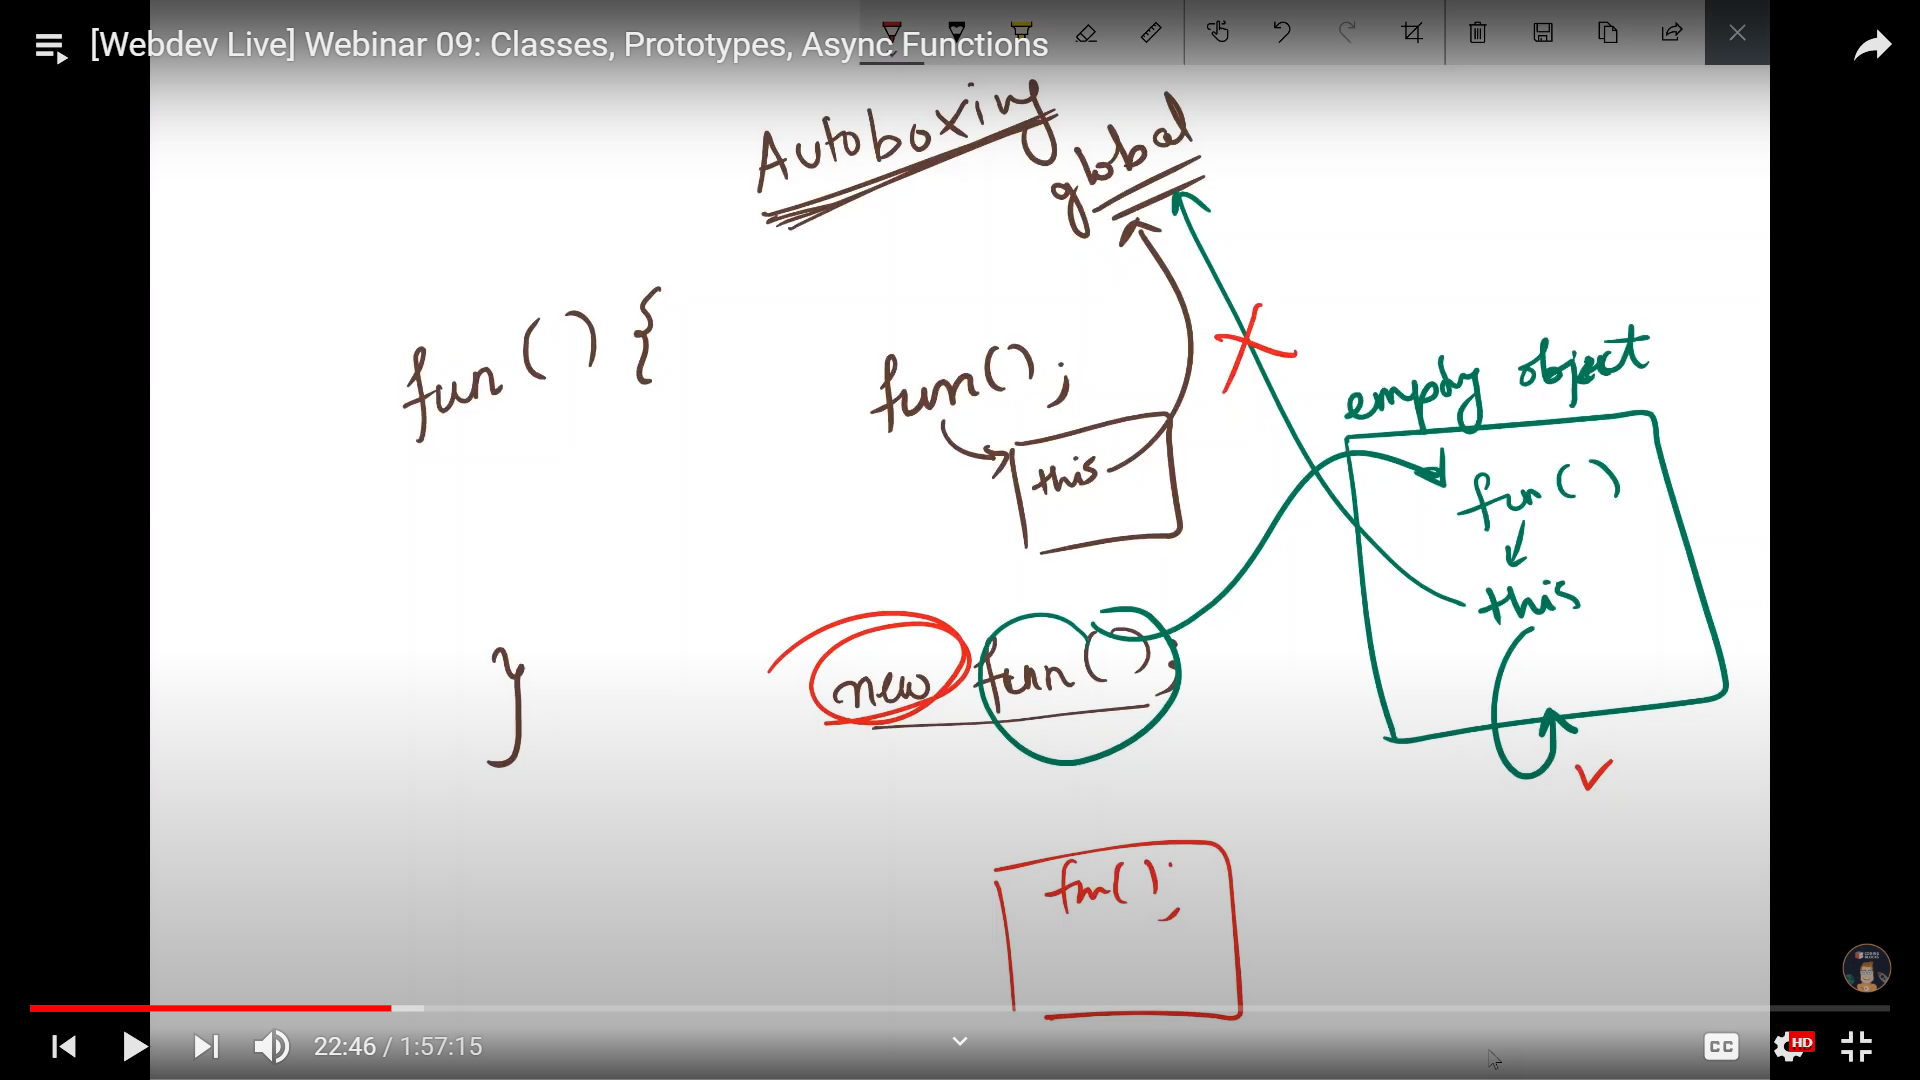 [Webdev Live] Webinar 09: Classes, Prototypes, Async Functions
Autoboxing
global
fun() {
fun();
this
empty object
fun()
this
new fun();
}
fun();
22:46 / 1:57:15
CC
HD